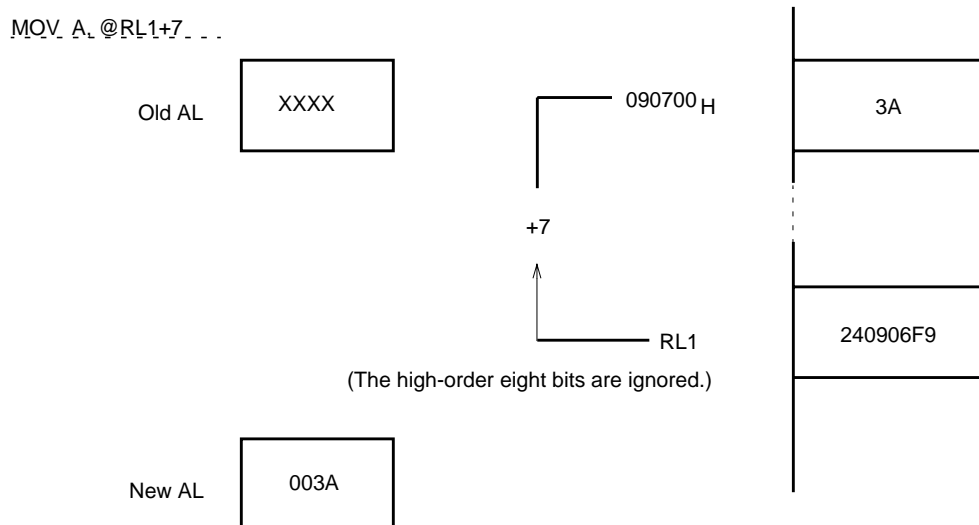 MOV A, @RL1+7
Old AL XXXX 090700 H 3A
+7
RL1 240906F9
(The high-order eight bits are ignored.)
New AL 003A